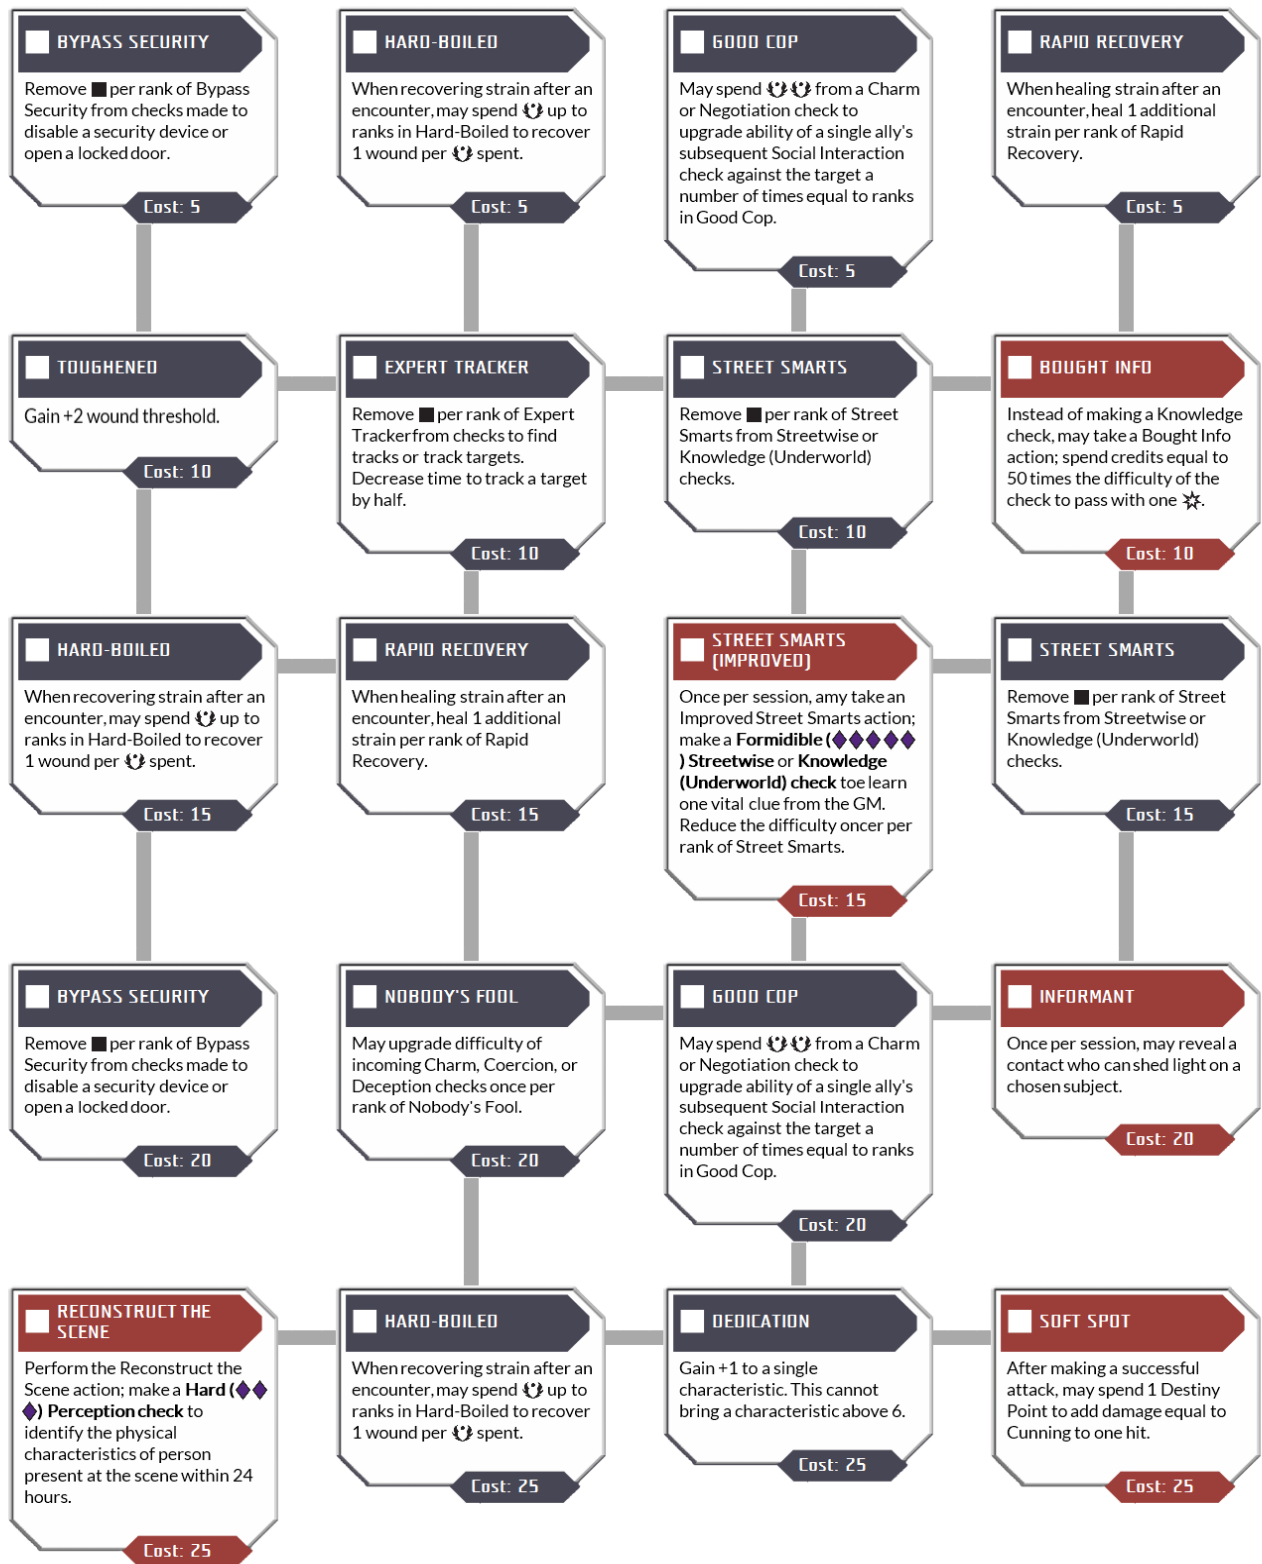 BYPASS SECURITY
Remove per rank of Bypass
Security from checks made to
disable a security device or
open a locked door.
Cost: 5
HARD-BOILED
When recovering strain after an
encounter, may spend up to
ranks in Hard-Boiled to recover
1 wound per spent.
Cost: 5
GOOD COP
May spend from a Charm
or Negotiation check to
upgrade ability of a single ally's
subsequent Social Interaction
check against the target a
number of times equal to ranks
in Good Cop.
Cost: 5
RAPID RECOVERY
When healing strain after an
encounter, heal 1 additional
strain per rank of Rapid
Recovery.
Cost: 5
TOUGHENED
Gain +2 wound threshold.
Cost: 10
EXPERT TRACKER
Remove per rank of Expert
Trackerfrom checks to find
tracks or track targets.
Decrease time to track a target
by half.
Cost: 10
STREET SMARTS
Remove per rank of Street
Smarts from Streetwise or
Knowledge (Underworld)
checks.
Cost: 10
BOUGHT INFO
Instead of making a Knowledge
check, may take a Bought Info
action; spend credits equal to
50 times the difficulty of the
check to pass with one .
Cost: 10
HARD-BOILED
When recovering strain after an
encounter, may spend up to
ranks in Hard-Boiled to recover
1 wound per spent.
Cost: 15
RAPID RECOVERY
When healing strain after an
encounter, heal 1 additional
strain per rank of Rapid
Recovery.
Cost: 15
STREET SMARTS
(IMPROVED)
Once per session, amy take an
Improved Street Smarts action;
make a Formidible (◆◆◆◆◆
) Streetwise or Knowledge
(Underworld) check toe learn
one vital clue from the GM.
Reduce the difficulty oncer per
rank of Street Smarts.
Cost: 15
STREET SMARTS
Remove per rank of Street
Smarts from Streetwise or
Knowledge (Underworld)
checks.
Cost: 15
BYPASS SECURITY
Remove per rank of Bypass
Security from checks made to
disable a security device or
open a locked door.
Cost: 20
NOBODY'S FOOL
May upgrade difficulty of
incoming Charm, Coercion, or
Deception checks once per
rank of Nobody's Fool.
Cost: 20
GOOD COP
May spend from a Charm
or Negotiation check to
upgrade ability of a single ally's
subsequent Social Interaction
check against the target a
number of times equal to ranks
in Good Cop.
Cost: 20
INFORMANT
Once per session, may reveal a
contact who can shed light on a
chosen subject.
Cost: 20
RECONSTRUCT THE
SCENE
Perform the Reconstruct the
Scene action; make a Hard (◆◆
◆) Perception check to
identify the physical
characteristics of person
present at the scene within 24
hours.
Cost: 25
HARD-BOILED
When recovering strain after an
encounter, may spend up to
ranks in Hard-Boiled to recover
1 wound per spent.
Cost: 25
DEDICATION
Gain +1 to a single
characteristic. This cannot
bring a characteristic above 6.
Cost: 25
SOFT SPOT
After making a successful
attack, may spend 1 Destiny
Point to add damage equal to
Cunning to one hit.
Cost: 25